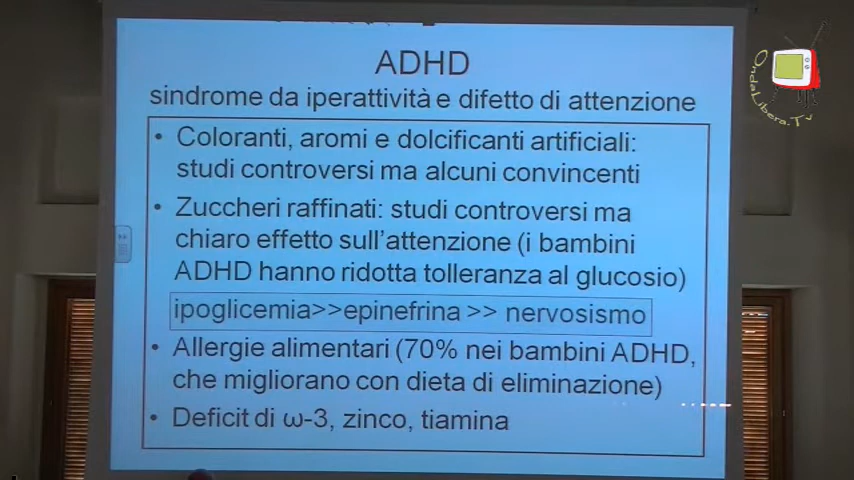 ADHD
sindrome da iperattività e difetto di attenzione
• Coloranti, aromi e dolcificanti artificiali:
studi controversi ma alcuni convincenti
• Zuccheri raffinati: studi controversi ma
chiaro effetto sull'attenzione (i bambini
ADHD hanno ridotta tolleranza al glucosio)
ipoglicemia>>epinefrina >> nervosismo
• Allergie alimentari (70% nei bambini ADHD,
che migliorano con dieta di eliminazione)
• Deficit di ω-3, zinco, tiamina
OndaLibera.Tv